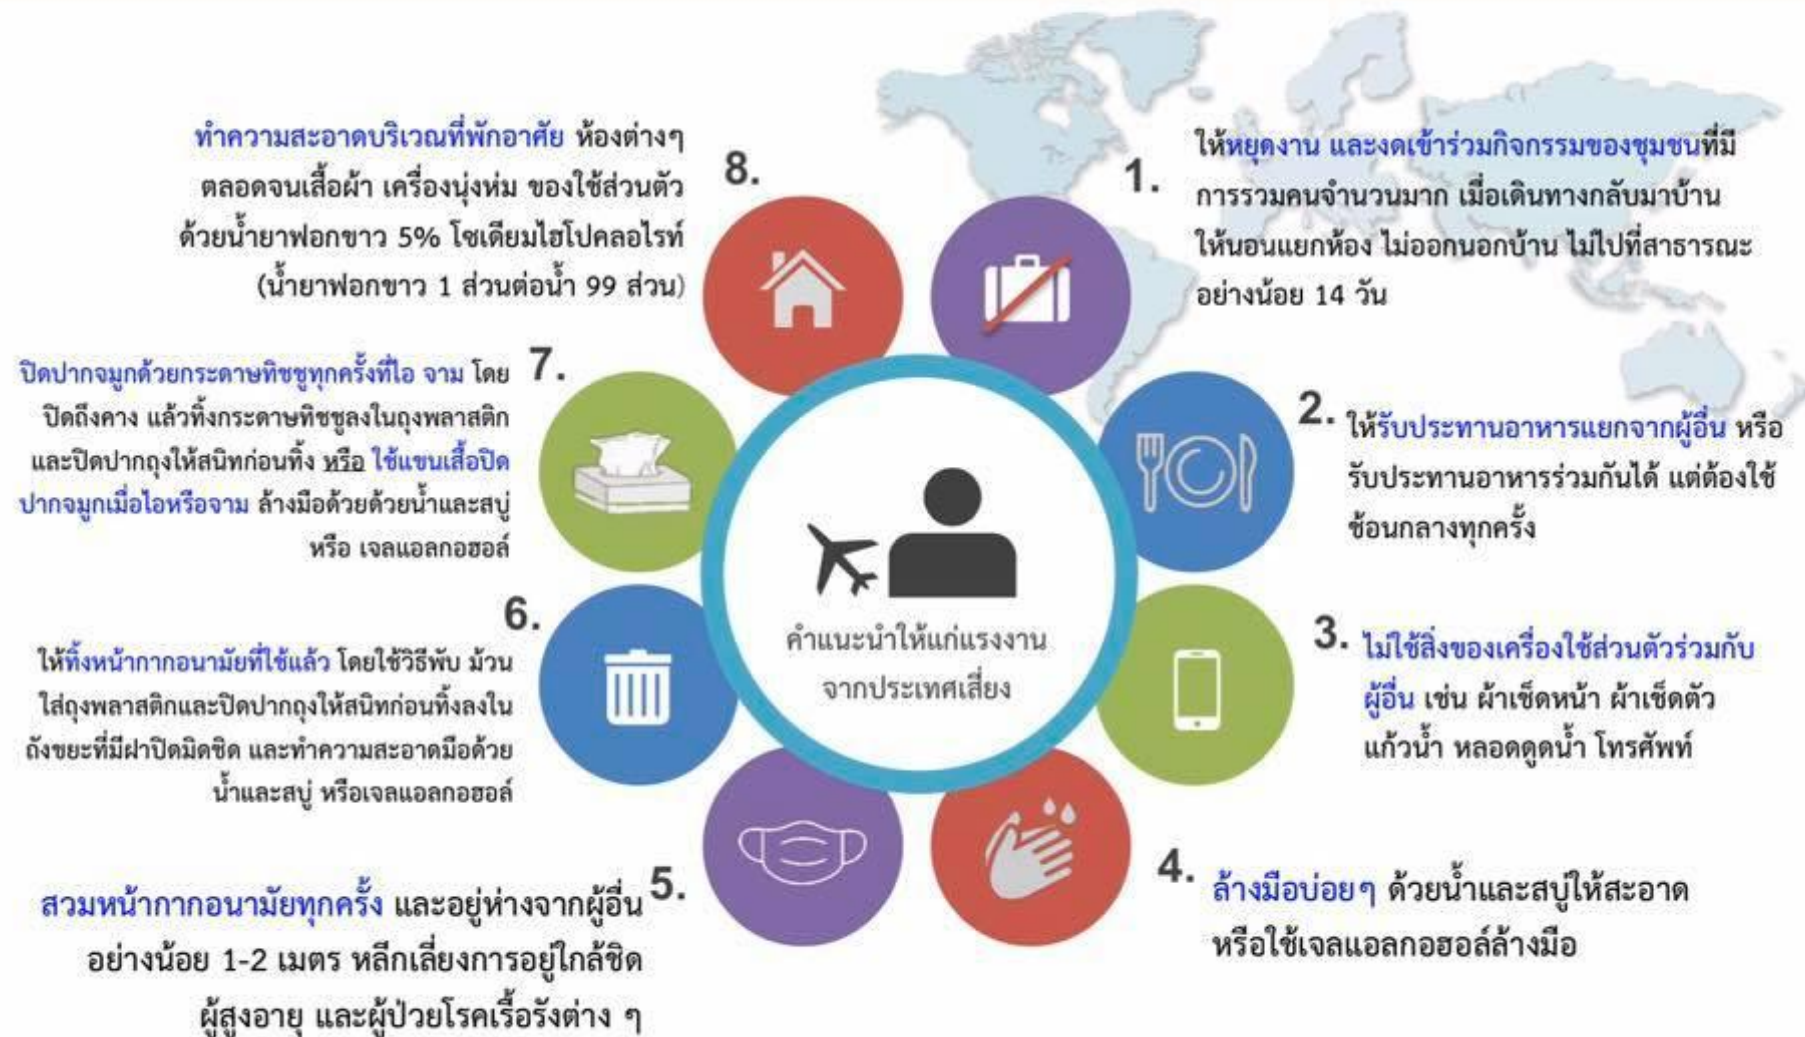 คำแนะนำให้แก่แรงงาน
จากประเทศเสี่ยง
1.
ให้หยุดงาน และงดเข้าร่วมกิจกรรมของชุมชนที่มี
การรวมคนจำนวนมาก เมื่อเดินทางกลับมาบ้าน
ให้นอนแยกห้อง ไม่ออกนอกบ้าน ไม่ไปที่สาธารณะ
อย่างน้อย 14 วัน
2.
ให้รับประทานอาหารแยกจากผู้อื่น หรือ
รับประทานอาหารร่วมกันได้ แต่ต้องใช้
ช้อนกลางทุกครั้ง
3.
ไม่ใช้สิ่งของเครื่องใช้ส่วนตัวร่วมกับ
ผู้อื่น เช่น ผ้าเช็ดหน้า ผ้าเช็ดตัว
แก้วน้ำ หลอดดูดน้ำ โทรศัพท์
4.
ล้างมือบ่อยๆ ด้วยน้ำและสบู่ให้สะอาด
หรือใช้เจลแอลกอฮอล์ล้างมือ
5.
สวมหน้ากากอนามัยทุกครั้ง และอยู่ห่างจากผู้อื่น
อย่างน้อย 1-2 เมตร หลีกเลี่ยงการอยู่ใกล้ชิด
ผู้สูงอายุ และผู้ป่วยโรคเรื้อรังต่าง ๆ
6.
ให้ทิ้งหน้ากากอนามัยที่ใช้แล้ว โดยใช้วิธีพับ ม้วน
ใส่ถุงพลาสติกและปิดปากถุงให้สนิทก่อนทิ้งลงใน
ถังขยะที่มีฝาปิดมิดชิด และทำความสะอาดมือด้วย
น้ำและสบู่ หรือเจลแอลกอฮอล์
7.
ปิดปากจมูกด้วยกระดาษทิชชูทุกครั้งที่ไอ จาม โดย
ปิดถึงคาง แล้วทิ้งกระดาษทิชชูลงในถุงพลาสติก
และปิดปากถุงให้สนิทก่อนทิ้ง หรือ ใช้แขนเสื้อปิด
ปากจมูกเมื่อไอหรือจาม ล้างมือด้วยด้วยน้ำและสบู่
หรือ เจลแอลกอฮอล์
8.
ทำความสะอาดบริเวณที่พักอาศัย ห้องต่างๆ
ตลอดจนเสื้อผ้า เครื่องนุ่งห่ม ของใช้ส่วนตัว
ด้วยน้ำยาฟอกขาว 5% โซเดียมไฮโปคลอไรท์
(น้ำยาฟอกขาว 1 ส่วนต่อน้ำ 99 ส่วน)